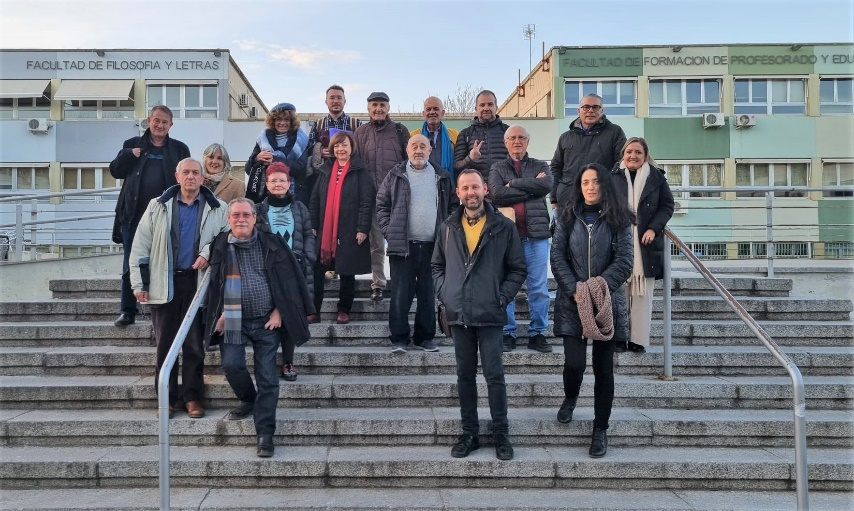 FACULTAD DE FILOSOFIA Y LETRAS
FACULTAD DE FORMACION DE PROFESORADO Y EDU